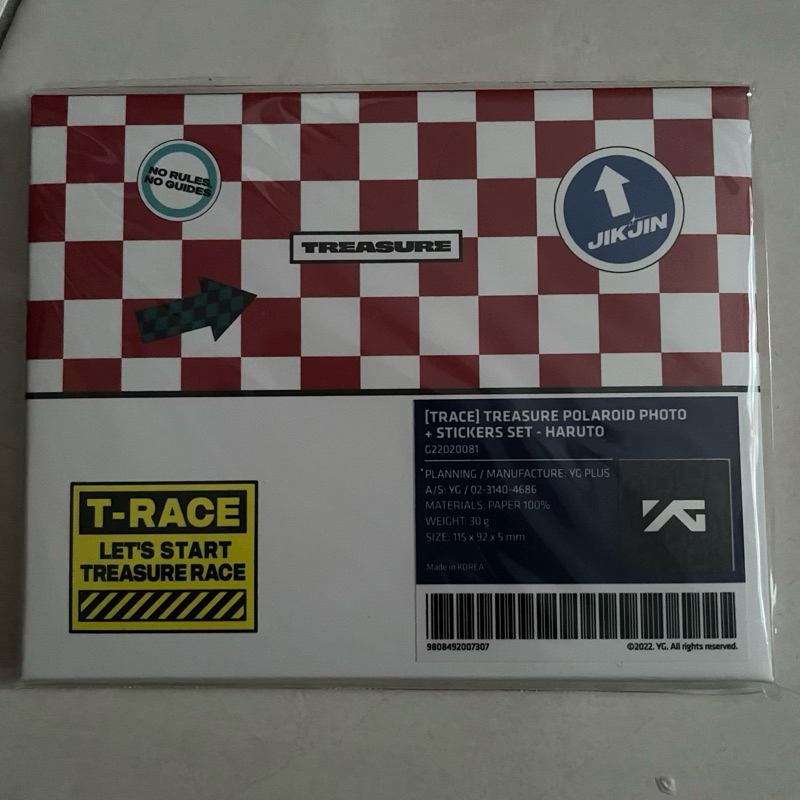 NO RULES,
NO GUIDES
JIKJIN
TREASURE
[TRACE] TREASURE POLAROID PHOTO
+ STICKERS SET - HARUTO
G22020081
PLANNING / MANUFACTURE: YG PLUS
A/S: YG / 02-3140-4686
MATERIALS: PAPER 100%
WEIGHT: 30 g
SIZE: 115 x 92 x 5 mm
Made in KOREA
YG
9808492007307
©2022. YG. All rights reserved.
T-RACE
LET'S START
TREASURE RACE